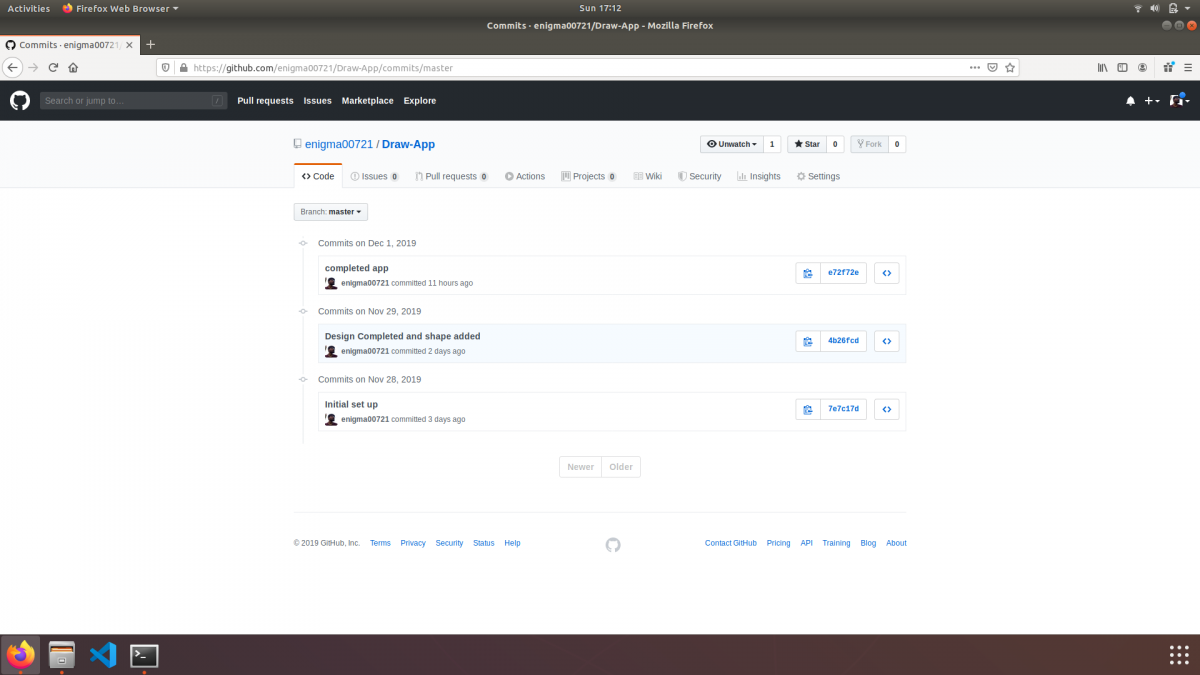 Activities Firefox Web Browser Sun 17:12
Commits · enigma00721/Draw-App - Mozilla Firefox
Commits · enigma00721/
https://github.com/enigma00721/Draw-App/commits/master
Search or jump to... / Pull requests Issues Marketplace Explore
enigma00721 / Draw-App Unwatch 1 Star 0 Fork 0
Code Issues 0 Pull requests 0 Actions Projects 0 Wiki Security Insights Settings
Branch: master
Commits on Dec 1, 2019
completed app e72f72e
enigma00721 committed 11 hours ago
Commits on Nov 29, 2019
Design Completed and shape added 4b26fcd
enigma00721 committed 2 days ago
Commits on Nov 28, 2019
Initial set up 7e7c17d
enigma00721 committed 3 days ago
Newer Older
© 2019 GitHub, Inc. Terms Privacy Security Status Help Contact GitHub Pricing API Training Blog About